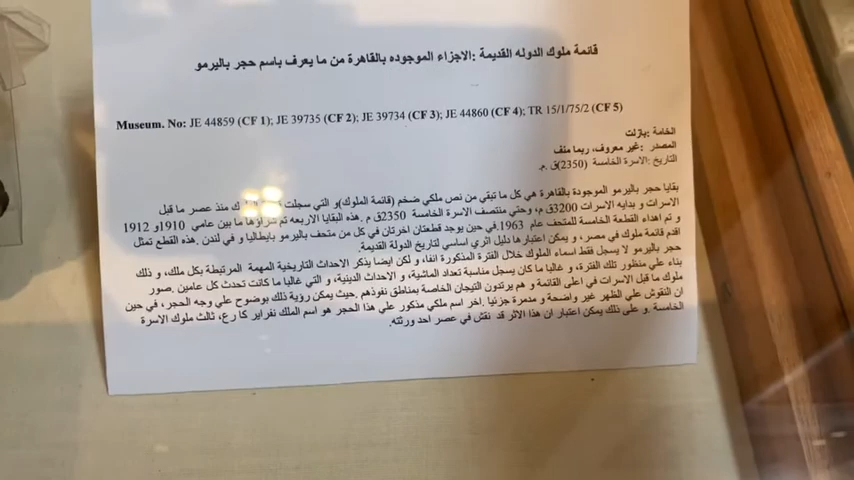 قائمة ملوك الدوله القديمة :الاجزاء الموجوده بالقاهرة من ما يعرف باسم حجر باليرمو
Museum. No: JE 44859 (CF 1); JE 39735 (CF 2); JE 39734 (CF 3); JE 44860 (CF 4); TR 15/1/75/2 (CF 5)
الخامة :بازلت
المصدر :غير معروف، ربما منف
التاريخ :الاسرة الخامسة (2350)ق .م.
بقايا حجر باليرمو الموجودة بالقاهرة هي كل ما تبقي من نص ملكي ضخم (قائمة الملوك)و التي سجلت منذ عصر ما قبل
الاسرات و بدايه الاسرات 3200ق م، وحتي منتصف الاسرة الخامسة 2350ق م .هذه البقايا الاربعه تم شراؤها ما بين عامي 1910و 1912
و تم اهداء القطعة الخامسة للمتحف عام 1963.في حين يوجد قطعتان اخرتان في كل من متحف باليرمو بايطاليا و في لندن .هذه القطع تمثل
اقدم قائمة ملوك في مصر، و يمكن اعتبارها دليل اثري اساسي لتاريخ الدولة القديمة.
حجر باليرمو لا يسجل فقط اسماء الملوك خلال الفترة المذكورة انفا، و لكن ايضا يذكر الاحداث التاريخية المهمة المرتبطة بكل ملك، و ذلك
بناء علي منظور تلك الفترة، و غالبا ما كان يسجل مناسبة تعداد الماشية، و الاحداث الدينية، و التي غالبا ما كانت تحدث كل عامين .صور
ملوك ما قبل الاسرات في اعلي القائمة و هم يرتدون التيجان الخاصة بمناطق نفوذهم .حيث يمكن رؤية ذلك بوضوح علي وجه الحجر، في حين
ان النقوش علي الظهر غير واضحة و مدمرة جزئيا .اخر اسم ملكي مذكور علي هذا الحجر هو اسم الملك نفراير كا رع، ثالث ملوك الاسرة
الخامسة .و علي ذلك يمكن اعتبار ان هذا الاثر قد نقش في عصر احد ورثته.